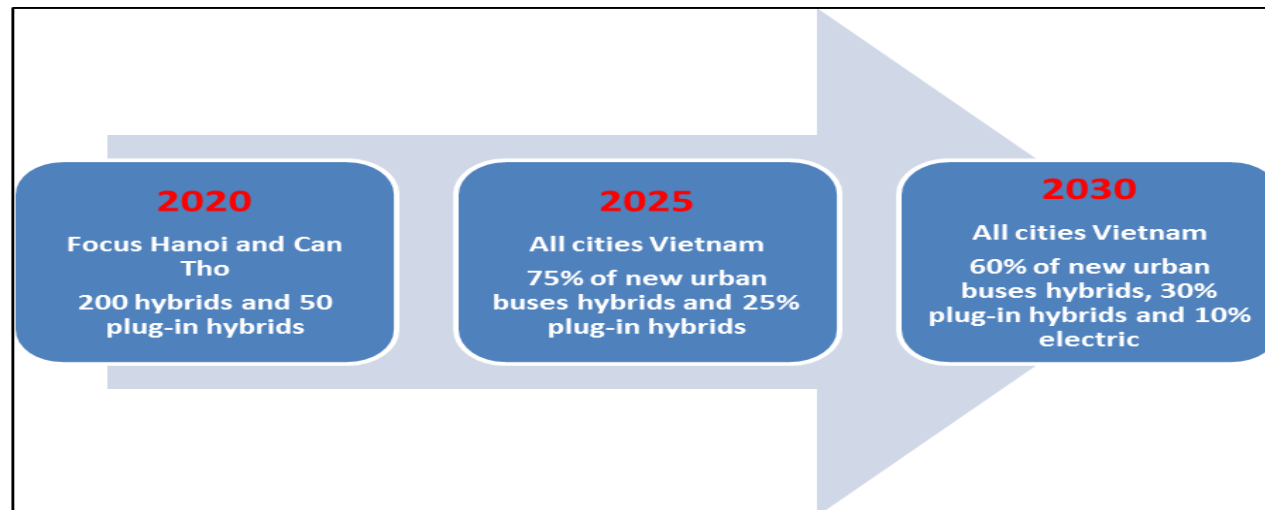 2020
Focus Hanoi and Can
Tho
200 hybrids and 50
plug-in hybrids
2025
All cities Vietnam
75% of new urban
buses hybrids and 25%
plug-in hybrids
2030
All cities Vietnam
60% of new urban
buses hybrids, 30%
plug-in hybrids and 10%
electric